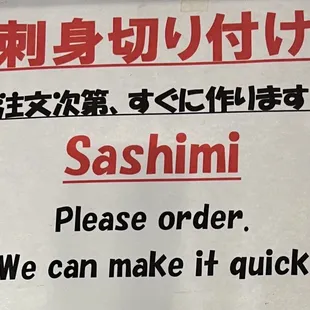 刺身切り付け
注文次第、すぐに作ります
Sashimi
Please order.
We can make it quick